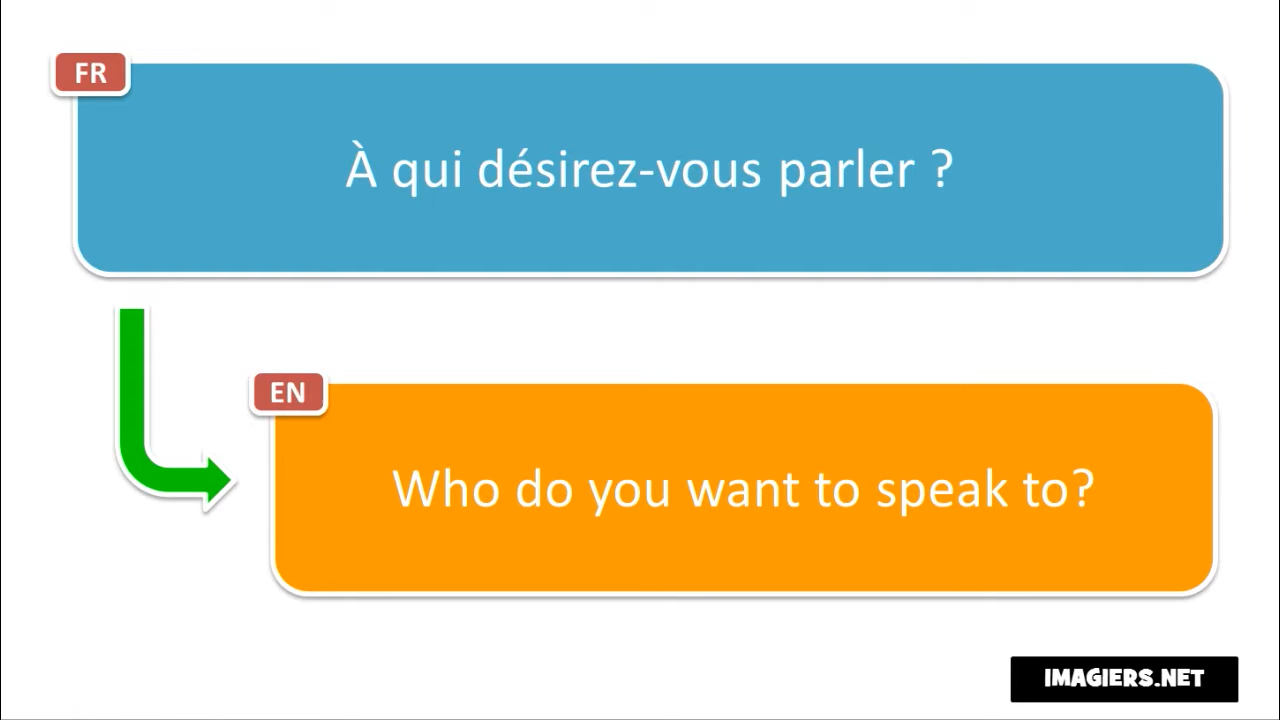 FR
À qui désirez-vous parler ?
EN
Who do you want to speak to?
IMAGIERS.NET